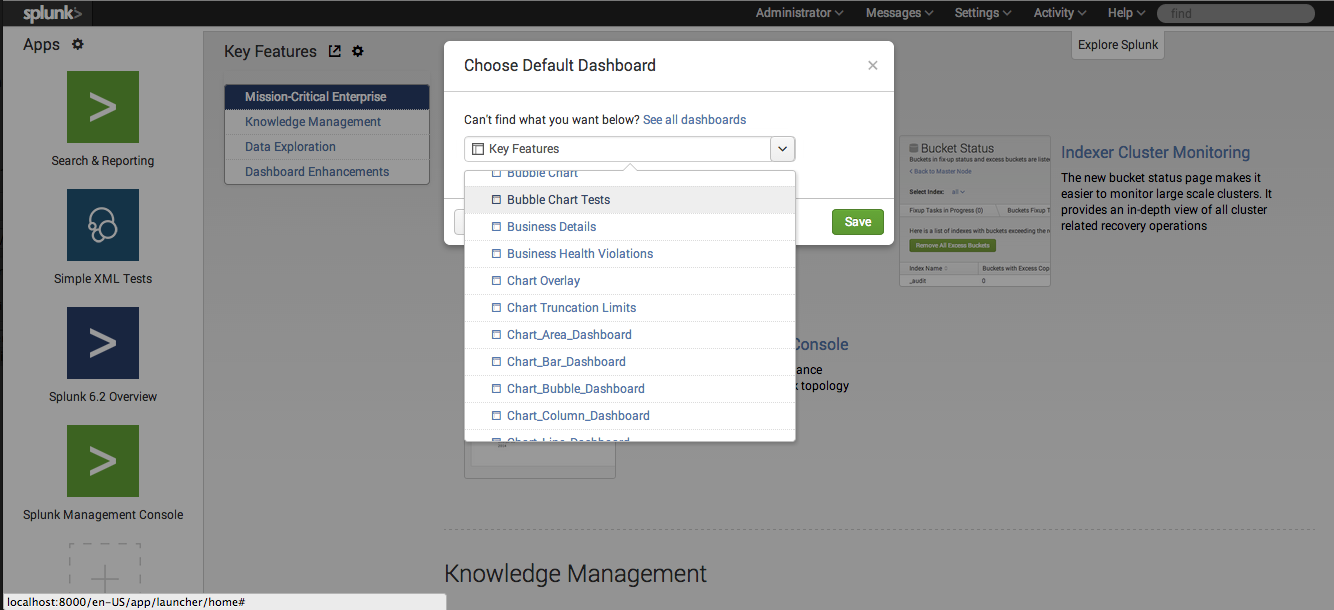 splunk>
Administrator
Messages
Settings
Activity
Help
find
Apps
Search & Reporting
Simple XML Tests
Splunk 6.2 Overview
Splunk Management Console
Key Features
Mission-Critical Enterprise
Knowledge Management
Data Exploration
Dashboard Enhancements
Explore Splunk
Choose Default Dashboard
×
Can't find what you want below? See all dashboards
Key Features
Bubble Chart
Bubble Chart Tests
Business Details
Business Health Violations
Chart Overlay
Chart Truncation Limits
Chart_Area_Dashboard
Chart_Bar_Dashboard
Chart_Bubble_Dashboard
Chart_Column_Dashboard
Chart_Line_Dashboard
Save
Bucket Status
Buckets in fix-up status and excess buckets are liste
< Back to Master Node
Select Index: all
Fixup Tasks in Progress (0)
Buckets Fixup T
Here is a list of indexes with buckets exceeding the r
Remove All Excess Buckets
Index Name
Buckets with Excess Cop
_audit
0
Indexer Cluster Monitoring
The new bucket status page makes it
easier to monitor large scale clusters. It
provides an in-depth view of all cluster
related recovery operations
Console
ance
topology
Knowledge Management
localhost:8000/en-US/app/launcher/home#